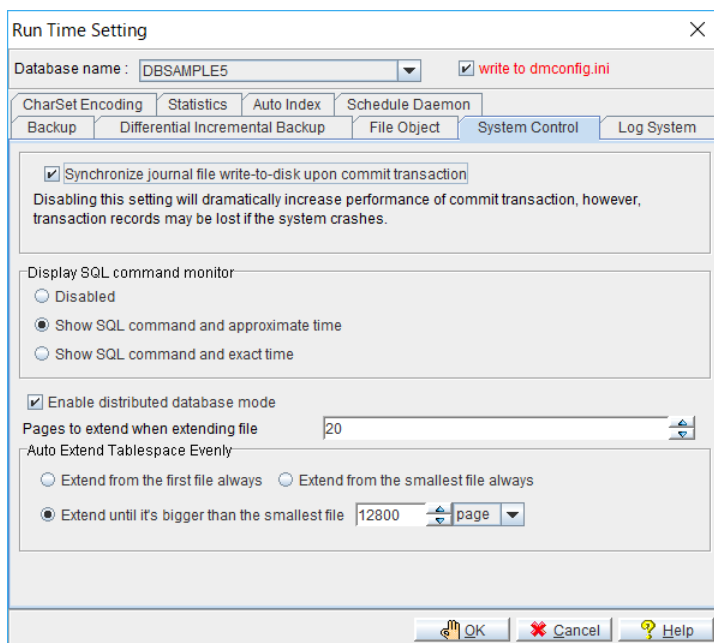 Run Time Setting
Database name : DBSAMPLE5 write to dmconfig.ini
CharSet Encoding Statistics Auto Index Schedule Daemon
Backup Differential Incremental Backup File Object System Control Log System
Synchronize journal file write-to-disk upon commit transaction
Disabling this setting will dramatically increase performance of commit transaction, however,
transaction records may be lost if the system crashes.
Display SQL command monitor
Disabled
Show SQL command and approximate time
Show SQL command and exact time
Enable distributed database mode
Pages to extend when extending file 20
Auto Extend Tablespace Evenly
Extend from the first file always Extend from the smallest file always
Extend until it's bigger than the smallest file 12800 page
OK Cancel Help